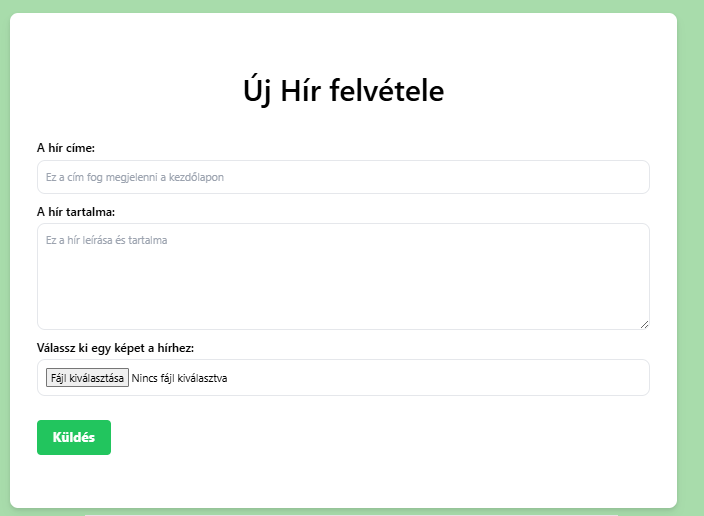 Új Hír felvétele
A hír címe:
Ez a cím fog megjelenni a kezdőlapon
A hír tartalma:
Ez a hír leírása és tartalma
Válassz ki egy képet a hírhez:
Fájl kiválasztása Nincs fájl kiválasztva
Küldés